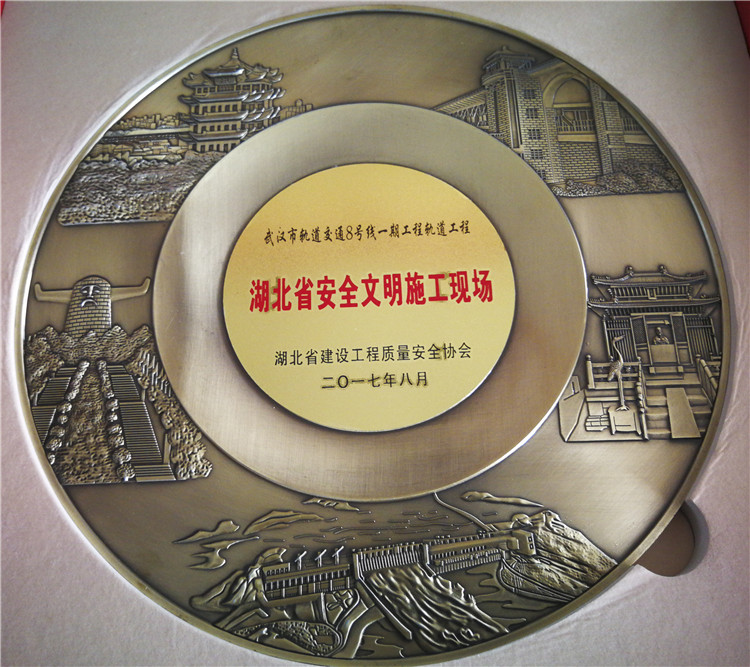 武汉市轨道交通8号线一期工程轨道工程
湖北省安全文明施工现场
湖北省建设工程质量安全协会
二〇一七年八月